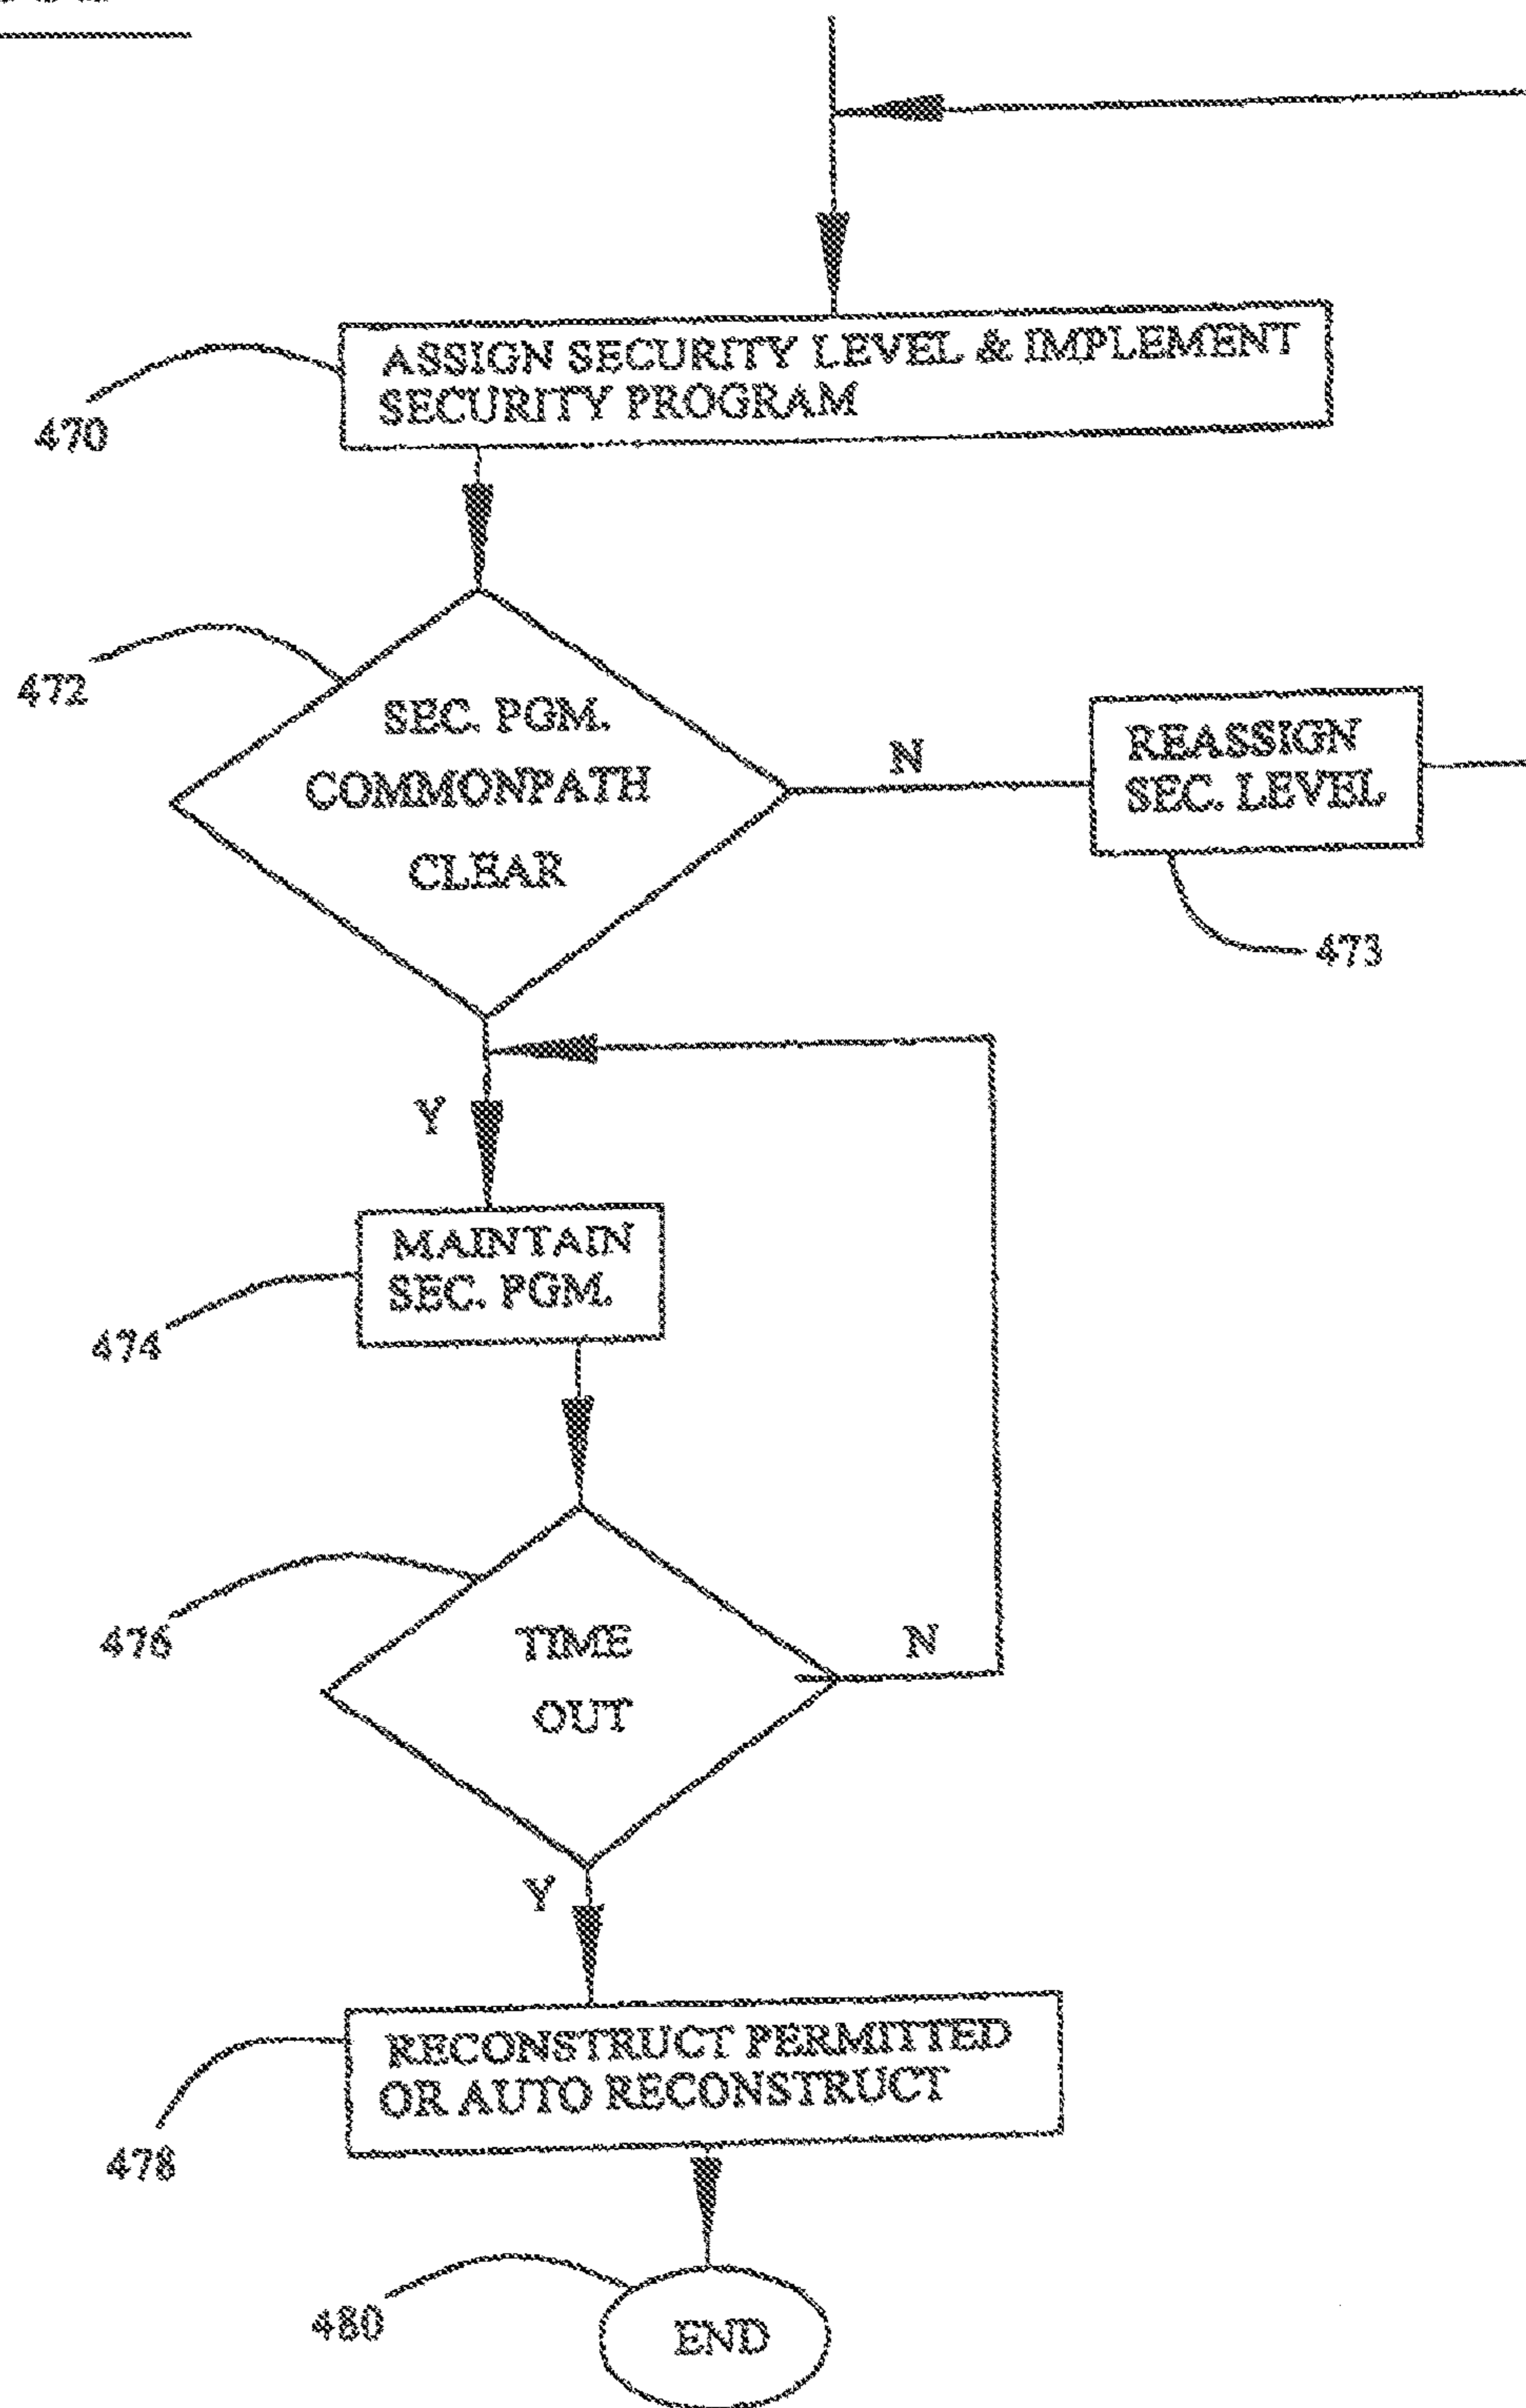 ASSIGN SECURITY LEVEL & IMPLEMENT
SECURITY PROGRAM
470
472
SEC. PGM.
COMMONPATH
CLEAR
N
REASSIGN
SEC. LEVEL
473
Y
MAINTAIN
SEC. PGM.
474
476
TIME
OUT
N
Y
RECONSTRUCT PERMITTED
OR AUTO RECONSTRUCT
478
480
END